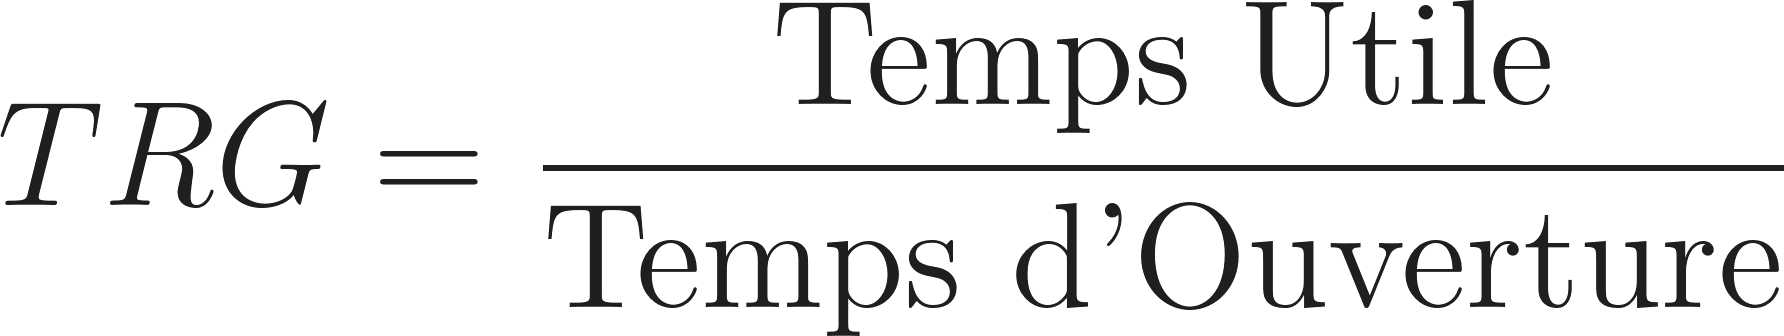 Temps Utile
TRG =
Temps d'Ouverture